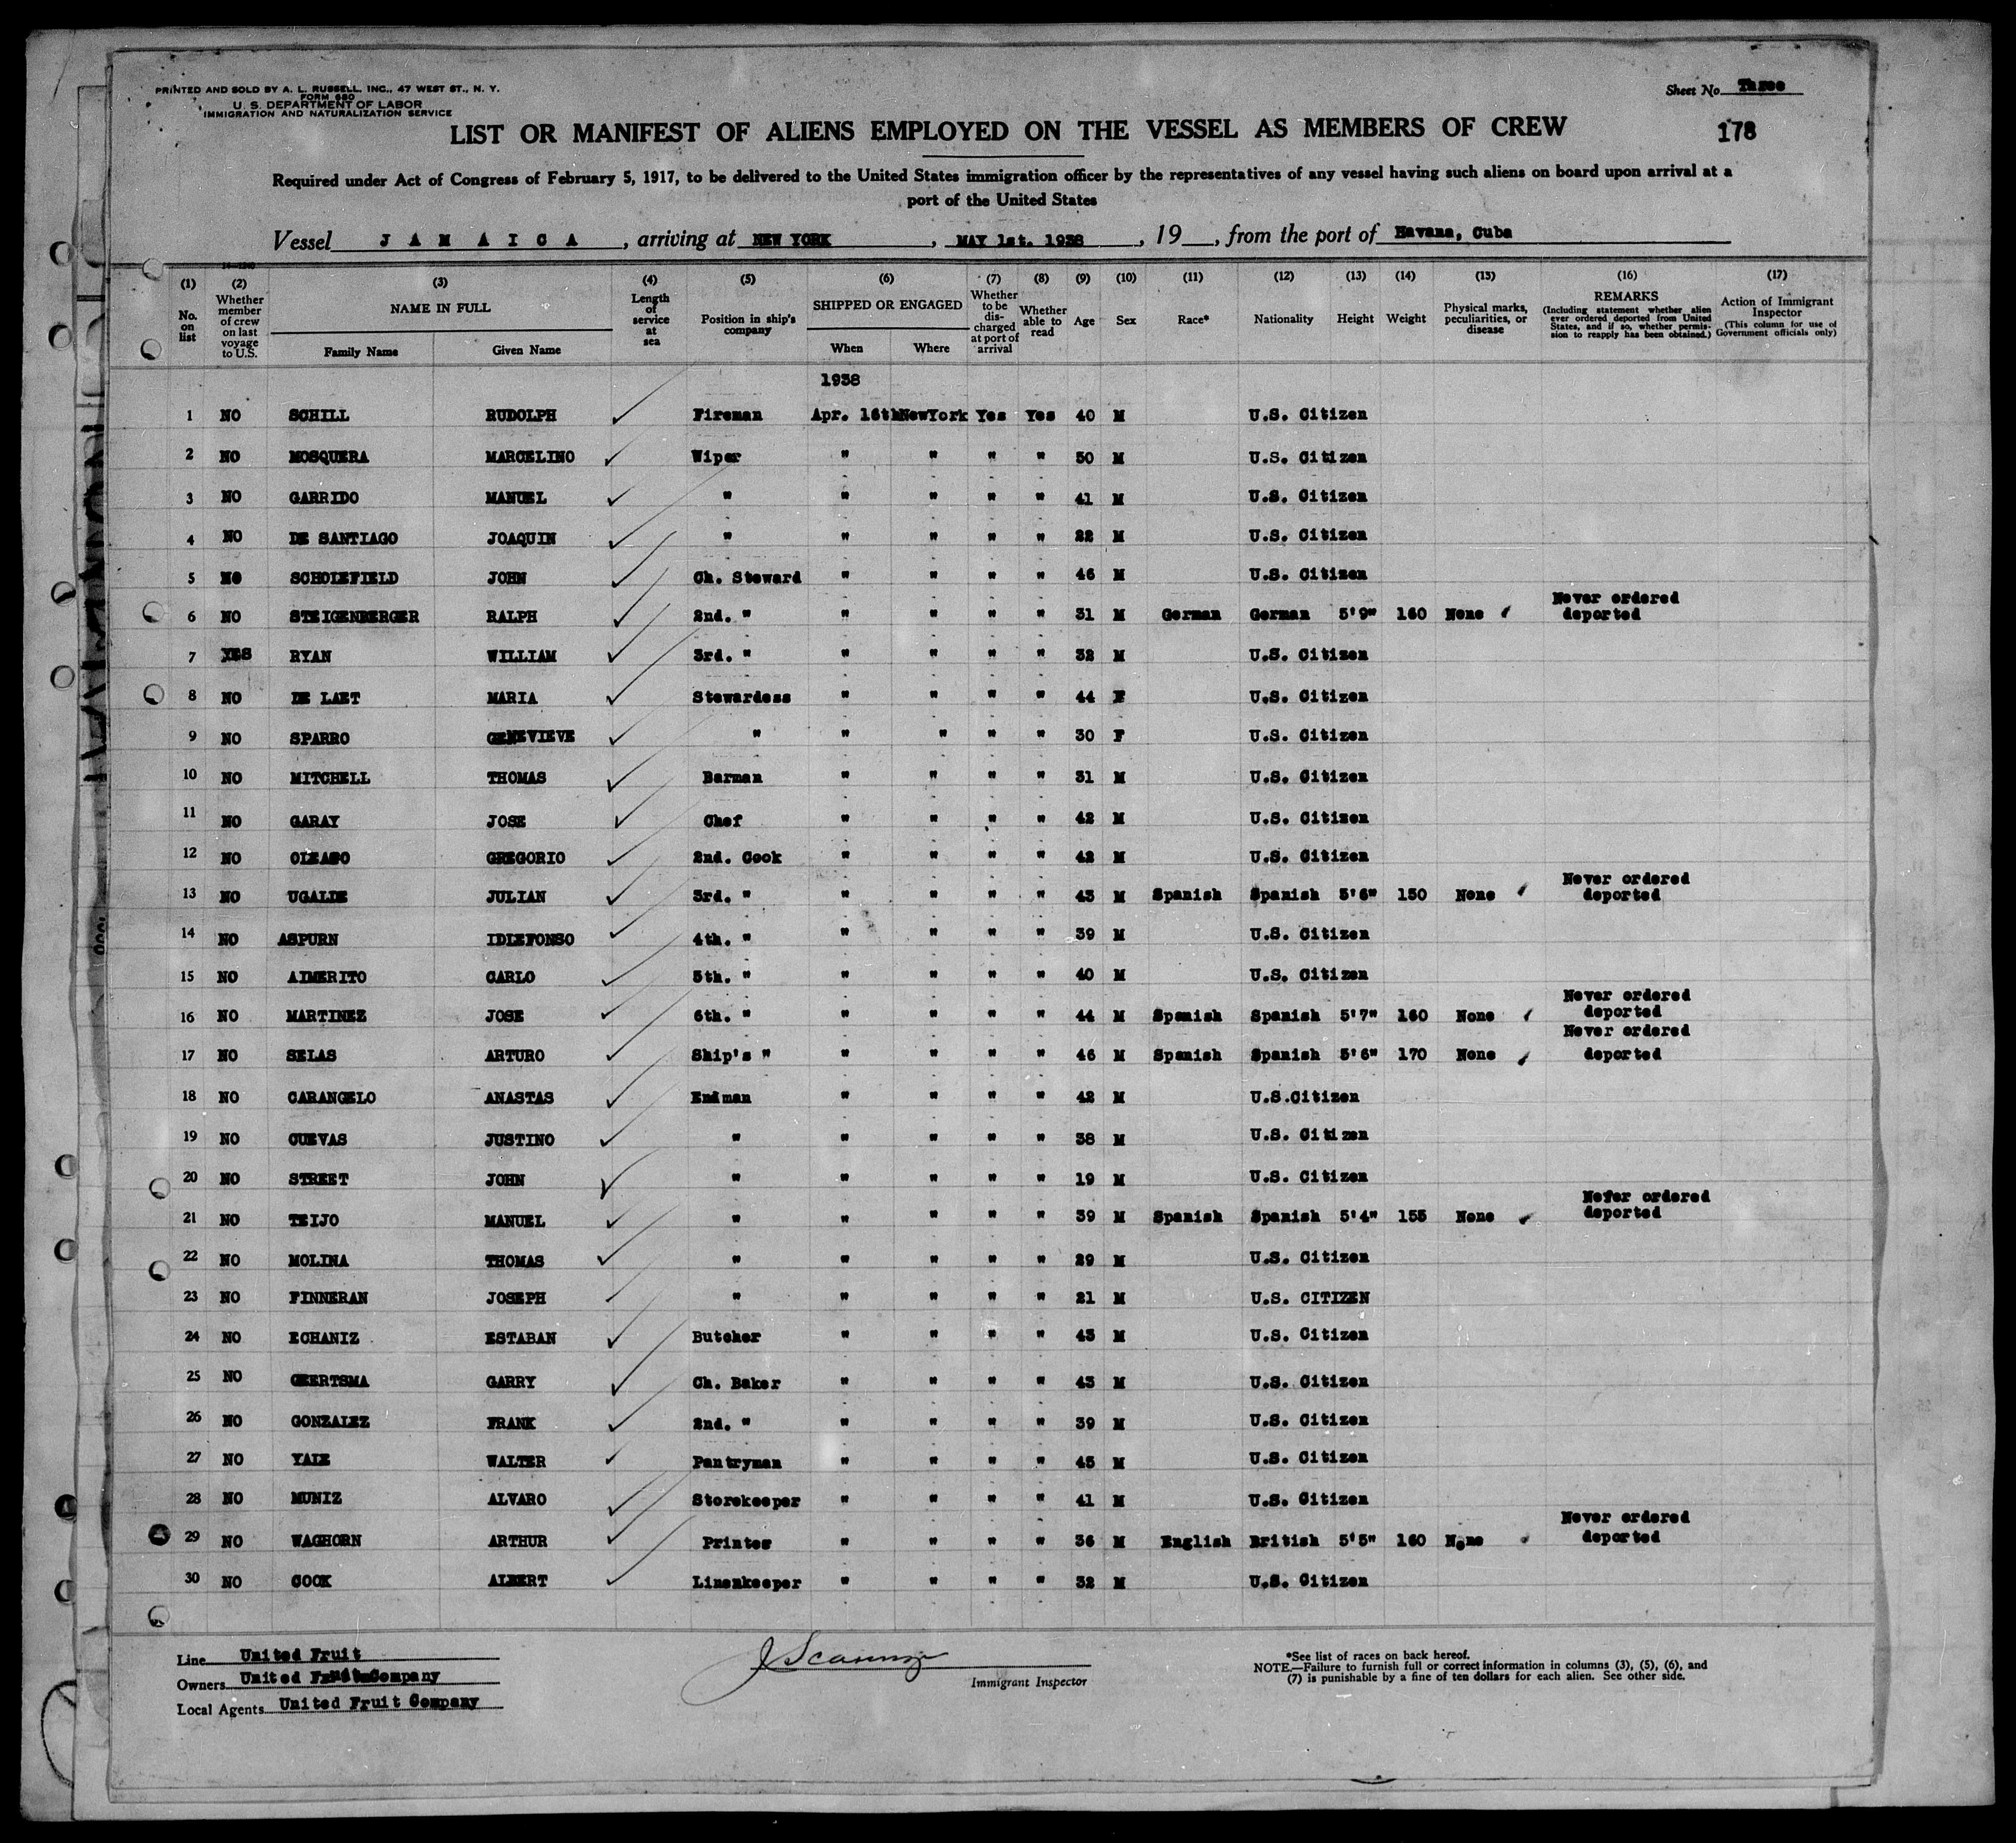 PRINTED AND SOLD BY A. L. RUSSELL, INC., 47 WEST ST., N. Y.
FORM 680
U. S. DEPARTMENT OF LABOR
IMMIGRATION AND NATURALIZATION SERVICE
Sheet No. Three
LIST OR MANIFEST OF ALIENS EMPLOYED ON THE VESSEL AS MEMBERS OF CREW
178
Required under Act of Congress of February 5, 1917, to be delivered to the United States immigration officer by the representatives of any vessel having such aliens on board upon arrival at a
port of the United States
Vessel J A M A I C A , arriving at NEW YORK , MAY 1st. 1938 , 19 , from the port of Havana, Cuba
(1) No. on list
(2) Whether member of crew on last voyage to U.S.
(3) NAME IN FULL Family Name Given Name
(4) Length of service at sea
(5) Position in ship's company
(6) SHIPPED OR ENGAGED When Where
(7) Whether to be discharged at port of arrival
(8) Whether able to read
(9) Age
(10) Sex
(11) Race*
(12) Nationality
(13) Height
(14) Weight
(15) Physical marks, peculiarities, or disease
(16) REMARKS (Including statement whether alien ever ordered deported from United States, and if so, whether permission to reapply has been obtained.)
(17) Action of Immigrant Inspector (This column for use of Government officials only)
1938
1 NO SCHILL RUDOLPH Fireman Apr. 16th NewYork Yes Yes 40 M U.S. Citizen
2 NO MOSQUERA MARCELINO Wiper " " " " 50 M U.S. Citizen
3 NO GARRIDO MANUEL " " " " " 41 M U.S. Citizen
4 NO DE SANTIAGO JOAQUIN " " " " " 22 M U.S. Citizen
5 NO SCHOLEFIELD JOHN Ch. Steward " " " " 46 M U.S. Citizen
6 NO STEIGENBERGER RALPH 2nd. " " " " " 31 M German German 5'9" 160 None Never ordered deported
7 YES RYAN WILLIAM 3rd. " " " " " 32 M U.S. Citizen
8 NO DE LAET MARIA Stewardess " " " " 44 F U.S. Citizen
9 NO SPARRO GENEVIEVE " " " " " 30 F U.S. Citizen
10 NO MITCHELL THOMAS Barman " " " " 31 M U.S. Citizen
11 NO GARAY JOSE Chef " " " " 42 M U.S. Citizen
12 NO OLEAGO GREGORIO 2nd. Cook " " " " 42 M U.S. Citizen
13 NO UGALDE JULIAN 3rd. " " " " " 43 M Spanish Spanish 5'6" 150 None Never ordered deported
14 NO ASPURN IDLEFONSO 4th. " " " " " 39 M U.S. Citizen
15 NO AIMERITO CARLO 5th. " " " " " 40 M U.S. Citizen
16 NO MARTINEZ JOSE 6th. " " " " " 44 M Spanish Spanish 5'7" 160 None Never ordered deported
17 NO SELAS ARTURO Ship's " " " " " 46 M Spanish Spanish 5'6" 170 None Never ordered deported
18 NO CARANGELO ANASTAS Endman " " " " 42 M U.S.Citizen
19 NO CUEVAS JUSTINO " " " " " 38 M U.S. Citizen
20 NO STREET JOHN " " " " " 19 M U.S. Citizen
21 NO TEIJO MANUEL " " " " " 39 M Spanish Spanish 5'4" 155 None Never ordered deported
22 NO MOLINA THOMAS " " " " " 29 M U.S. Citizen
23 NO FINNERAN JOSEPH " " " " " 21 M U.S. CITIZEN
24 NO ECHANIZ ESTABAN Butcher " " " " 43 M U.S. Citizen
25 NO GEERTSMA GARRY Ch. Baker " " " " 43 M U.S. Citizen
26 NO GONZALEZ FRANK 2nd. " " " " " 39 M U.S. Citizen
27 NO YALE WALTER Pantryman " " " " 45 M U.S. Citizen
28 NO MUNIZ ALVARO Storekeeper " " " " 41 M U.S. Citizen
29 NO WAGHORN ARTHUR Printer " " " " 36 M English British 5'5" 160 None Never ordered deported
30 NO COOK ALBERT Linenkeeper " " " " 32 M U.S. Citizen
Line United Fruit
Owners United Fruit Company
Local Agents United Fruit Company
Immigrant Inspector
*See list of races on back hereof.
NOTE.—Failure to furnish full or correct information in columns (3), (5), (6), and
(7) is punishable by a fine of ten dollars for each alien. See other side.